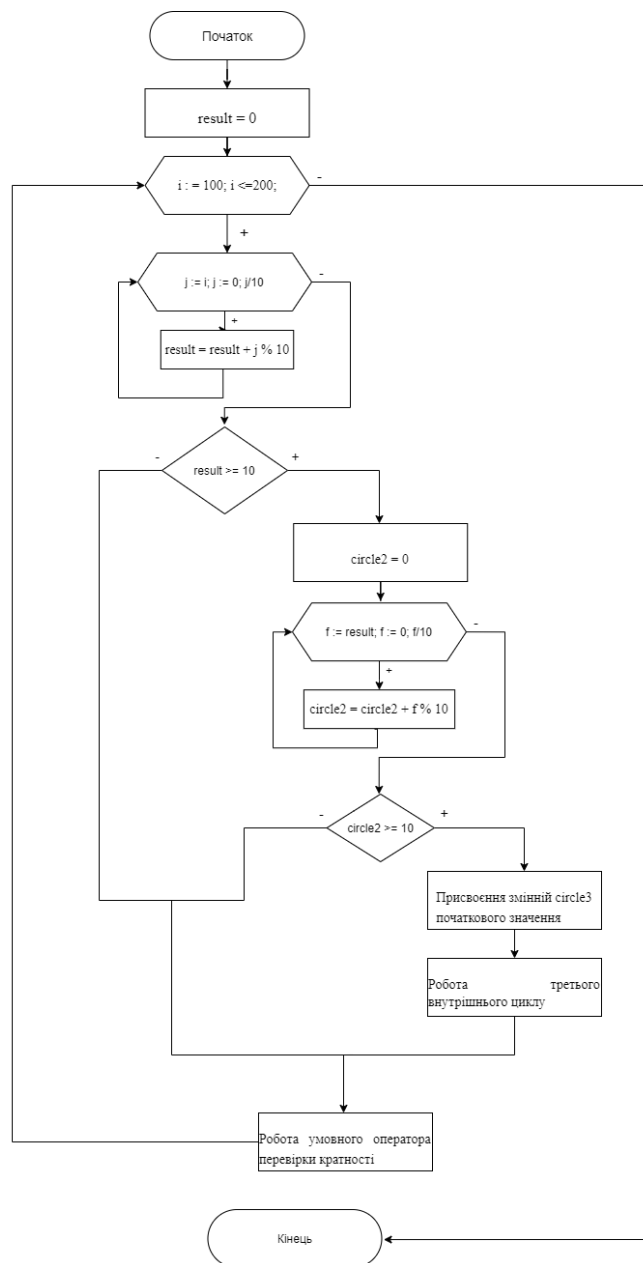 Початок
result = 0
i : = 100; i <=200;
-
+
j := i; j := 0; j/10
-
+
result = result + j % 10
-
result >= 10
+
circle2 = 0
f := result; f := 0; f/10
-
+
circle2 = circle2 + f % 10
-
circle2 >= 10
+
Присвоєння змінній circle3
початкового значення
Робота третього
внутрішнього циклу
Робота умовного оператора
перевірки кратності
Кінець